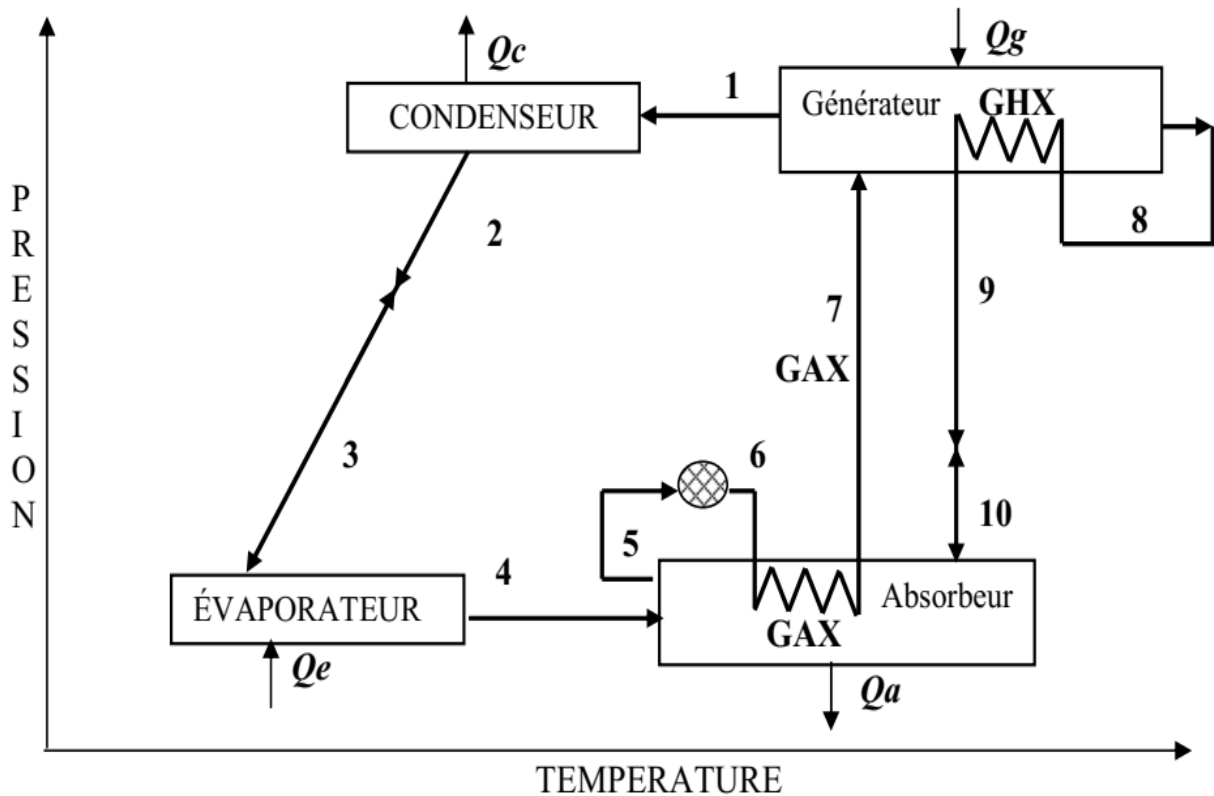 Qc
Qg
1
Générateur
GHX
CONDENSEUR
PRESSION
2
8
9
7
GAX
3
6
10
5
4
ÉVAPORATEUR
Absorbeur
GAX
Qe
Qa
TEMPERATURE